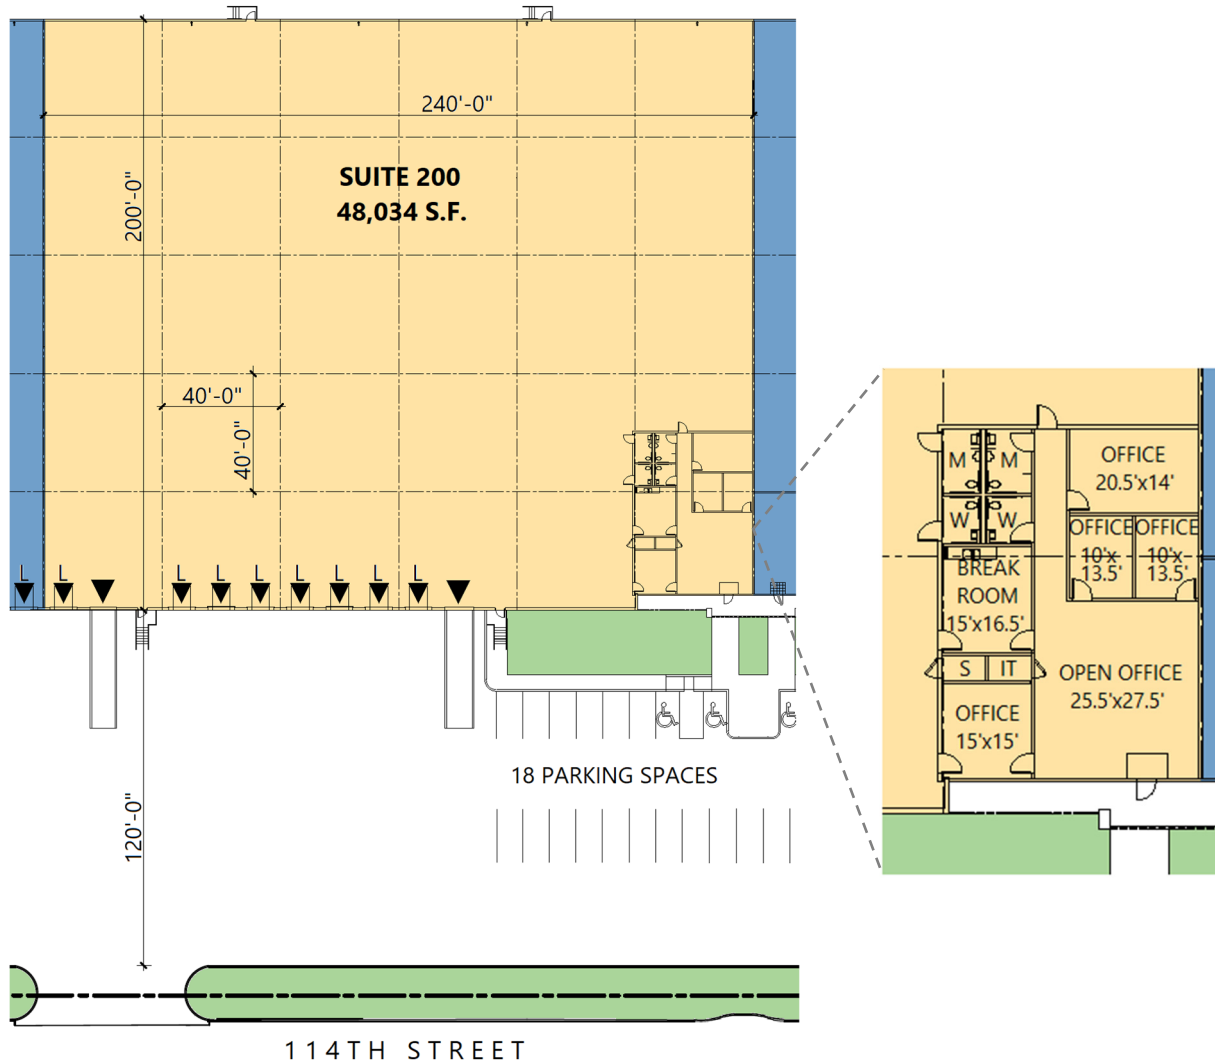 240'-0"
SUITE 200
48,034 S.F.
200'-0"
40'-0"
40'-0"
L L L L L L L L L
18 PARKING SPACES
120'-0"
114TH STREET
M M
W W
OFFICE
20.5'x14'
OFFICE OFFICE
10'x 10'x
13.5' 13.5'
BREAK
ROOM
15'x16.5'
S IT
OPEN OFFICE
25.5'x27.5'
OFFICE
15'x15'